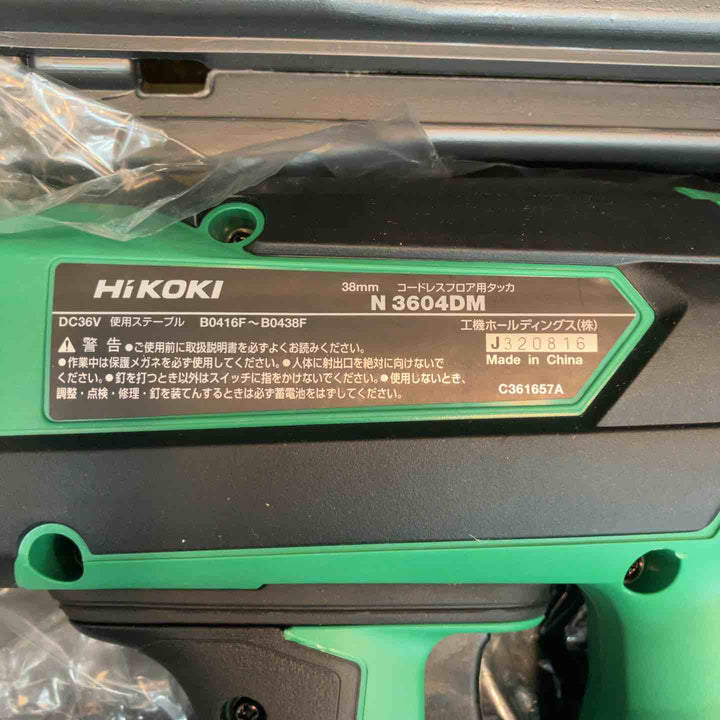 HiKOKI
38mm コードレスフロア用タッカ
N 3604DM
DC36V 使用ステープル B0416F～B0438F
工機ホールディングス(株)
J320816
Made in China
C361657A
警告 ●ご使用前に取扱説明書を必ずよくお読みください。
●作業中は保護メガネを必ず使用してください。●人体に射出口を絶対に向けないで
ください。●釘を打つとき以外はスイッチに指をかけないでください。●使用しないとき、
調整・点検・修理・釘を装てんするときは必ず蓄電池をはずしてください。